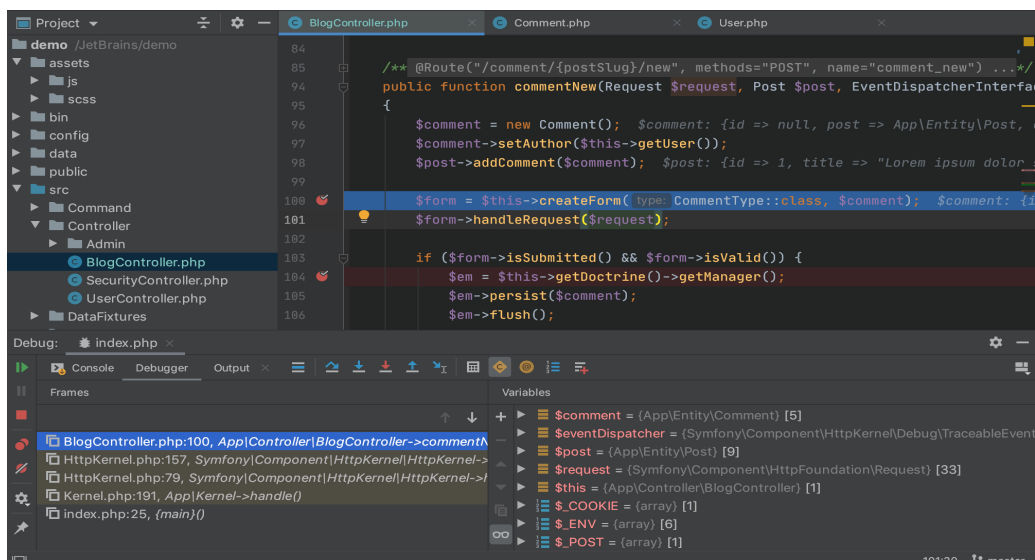 Project
BlogController.php
Comment.php
User.php
demo /JetBrains/demo
assets
js
scss
bin
config
data
public
src
Command
Controller
Admin
BlogController.php
SecurityController.php
UserController.php
DataFixtures
84
85 /** @Route("/comment/{postSlug}/new", methods="POST", name="comment_new") ...*/
94 public function commentNew(Request $request, Post $post, EventDispatcherInterfac
95 {
96 $comment = new Comment(); $comment: {id => null, post => App\Entity\Post,
97 $comment->setAuthor($this->getUser());
98 $post->addComment($comment); $post: {id => 1, title => "Lorem ipsum dolor
99
100 $form = $this->createForm( type: CommentType::class, $comment); $comment: {i
101 $form->handleRequest($request);
102
103 if ($form->isSubmitted() && $form->isValid()) {
104 $em = $this->getDoctrine()->getManager();
105 $em->persist($comment);
106 $em->flush();
Debug: index.php
Console Debugger Output
Frames
Variables
BlogController.php:100, App\Controller\BlogController->commentN
HttpKernel.php:157, Symfony\Component\HttpKernel\HttpKernel->
HttpKernel.php:79, Symfony\Component\HttpKernel\HttpKernel->h
Kernel.php:191, App\Kernel->handle()
index.php:25, {main}()
$comment = {App\Entity\Comment} [5]
$eventDispatcher = {Symfony\Component\HttpKernel\Debug\TraceableEvent
$post = {App\Entity\Post} [9]
$request = {Symfony\Component\HttpFoundation\Request} [33]
$this = {App\Controller\BlogController} [1]
$_COOKIE = {array} [1]
$_ENV = {array} [6]
$_POST = {array} [1]